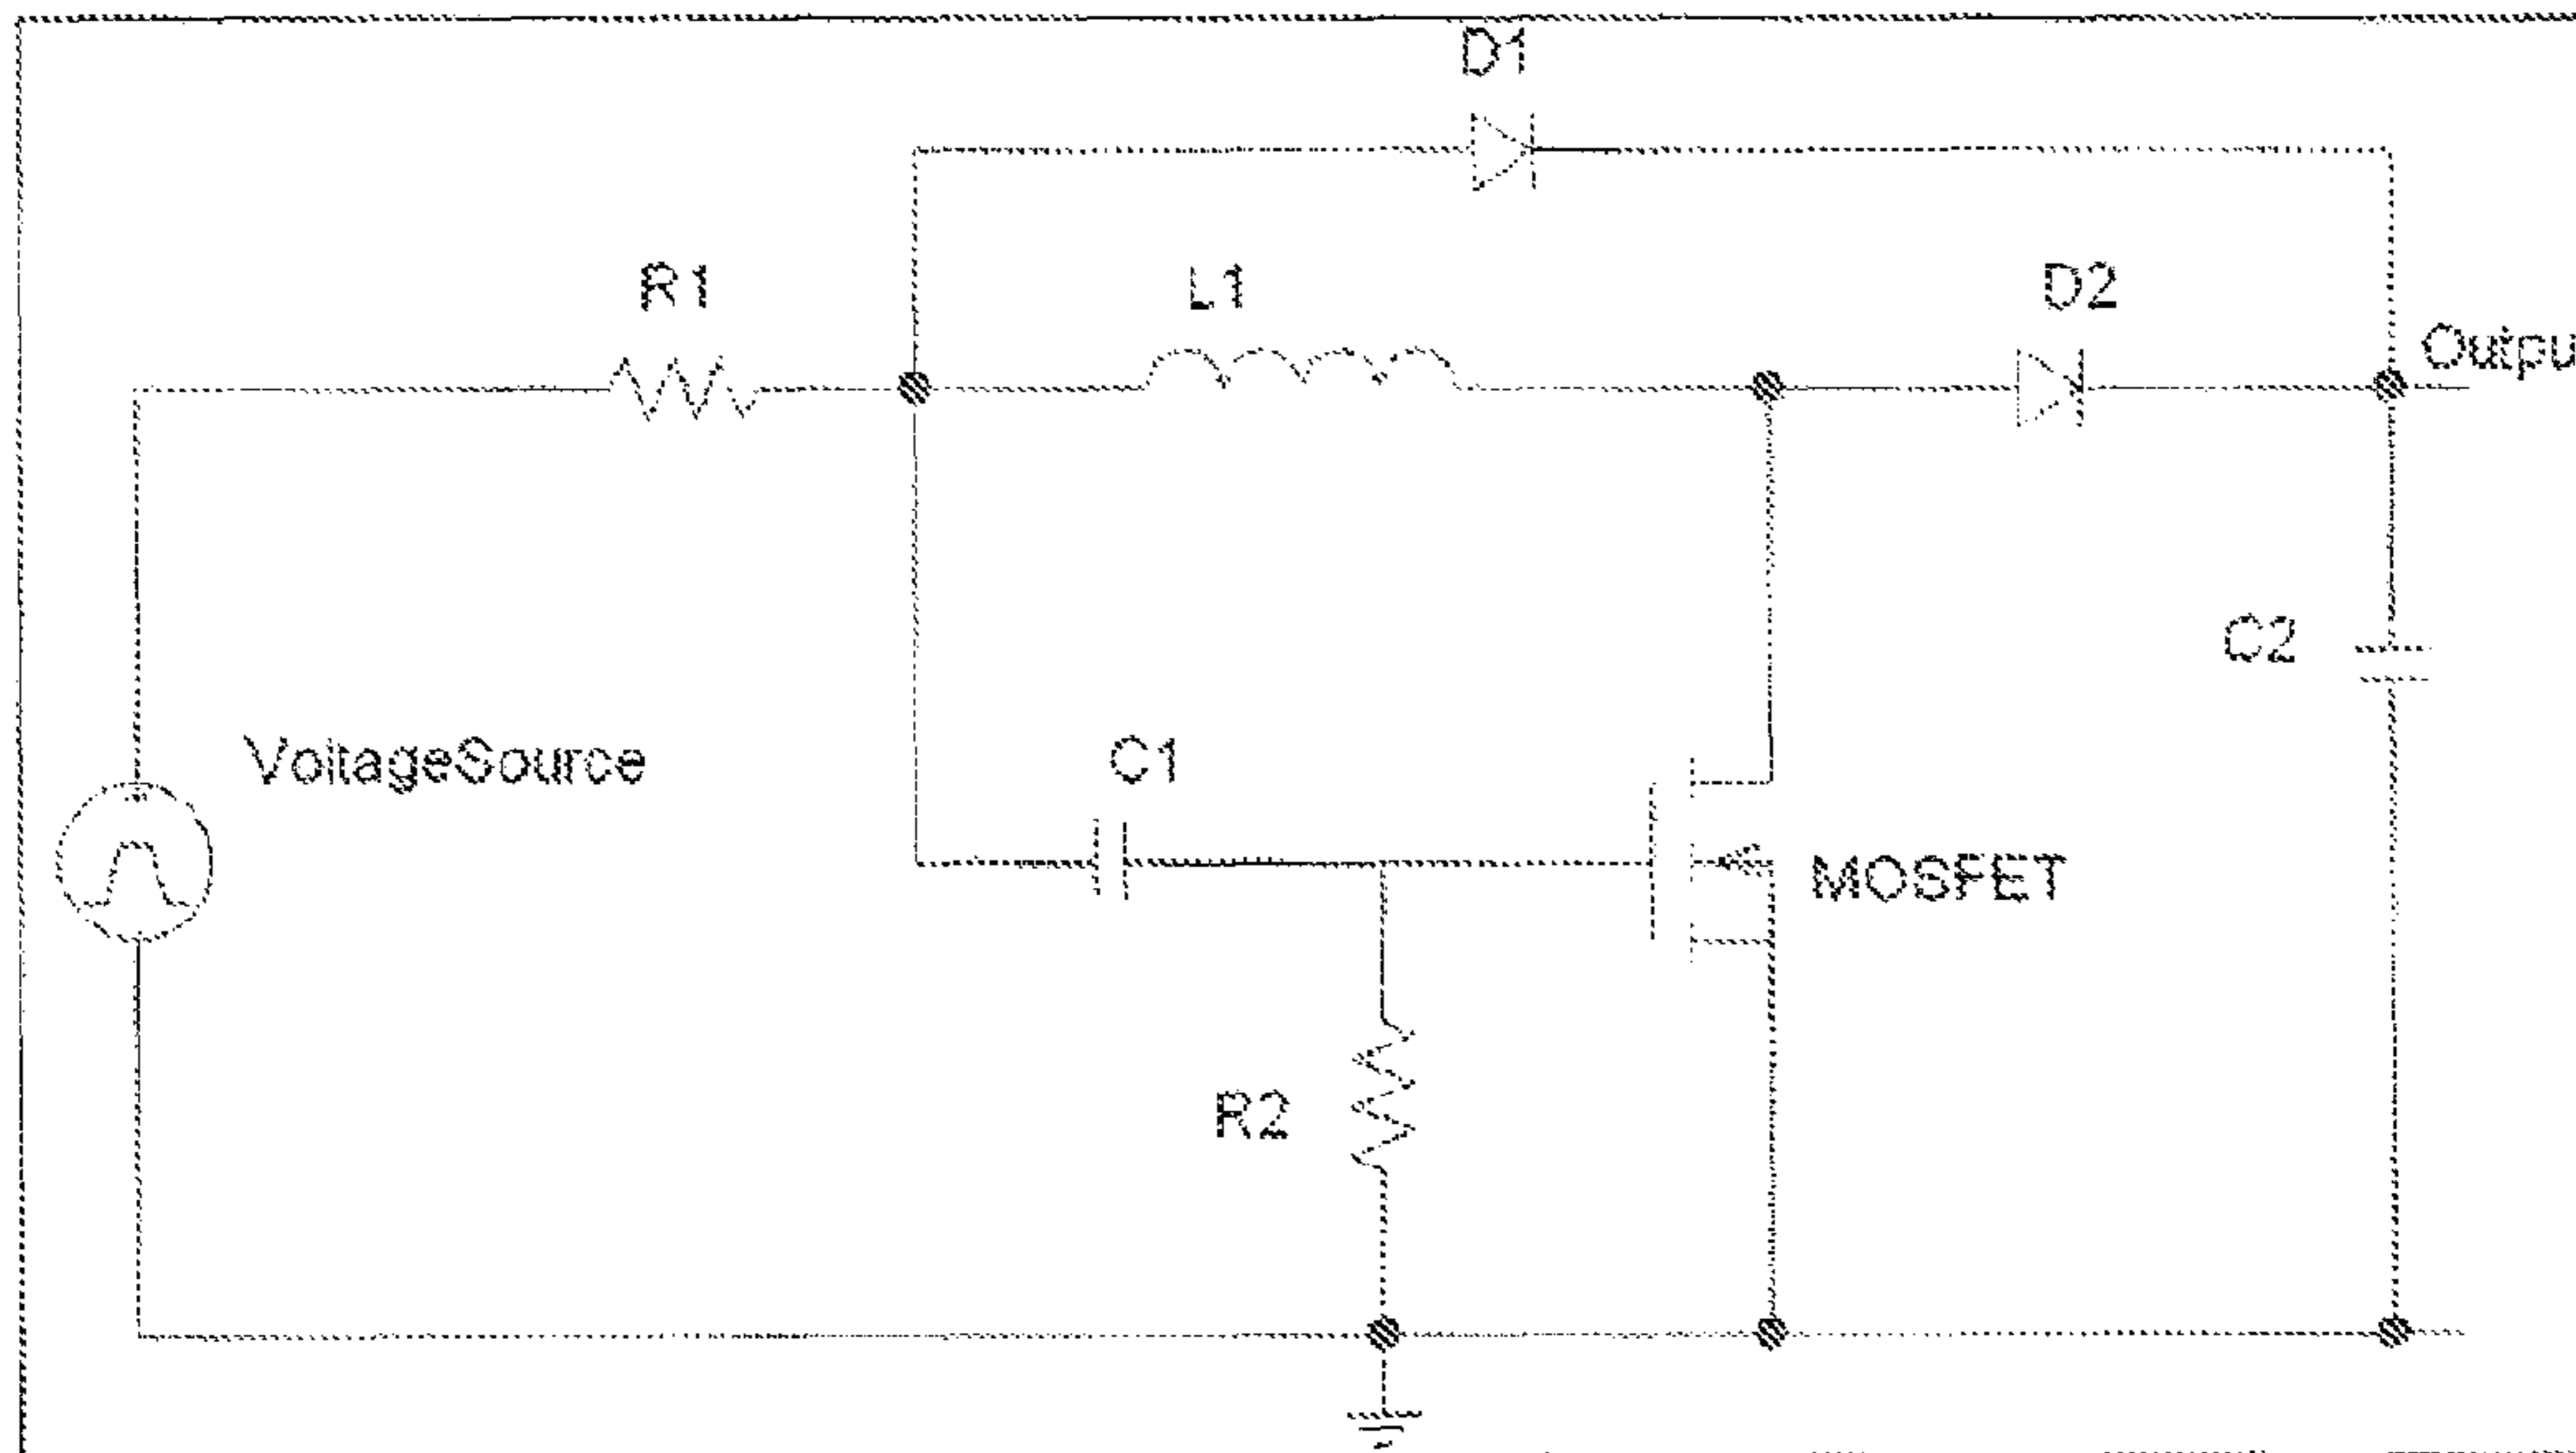 D1
R1
L1
D2
Outpu
C2
VoltageSource
C1
MOSFET
R2